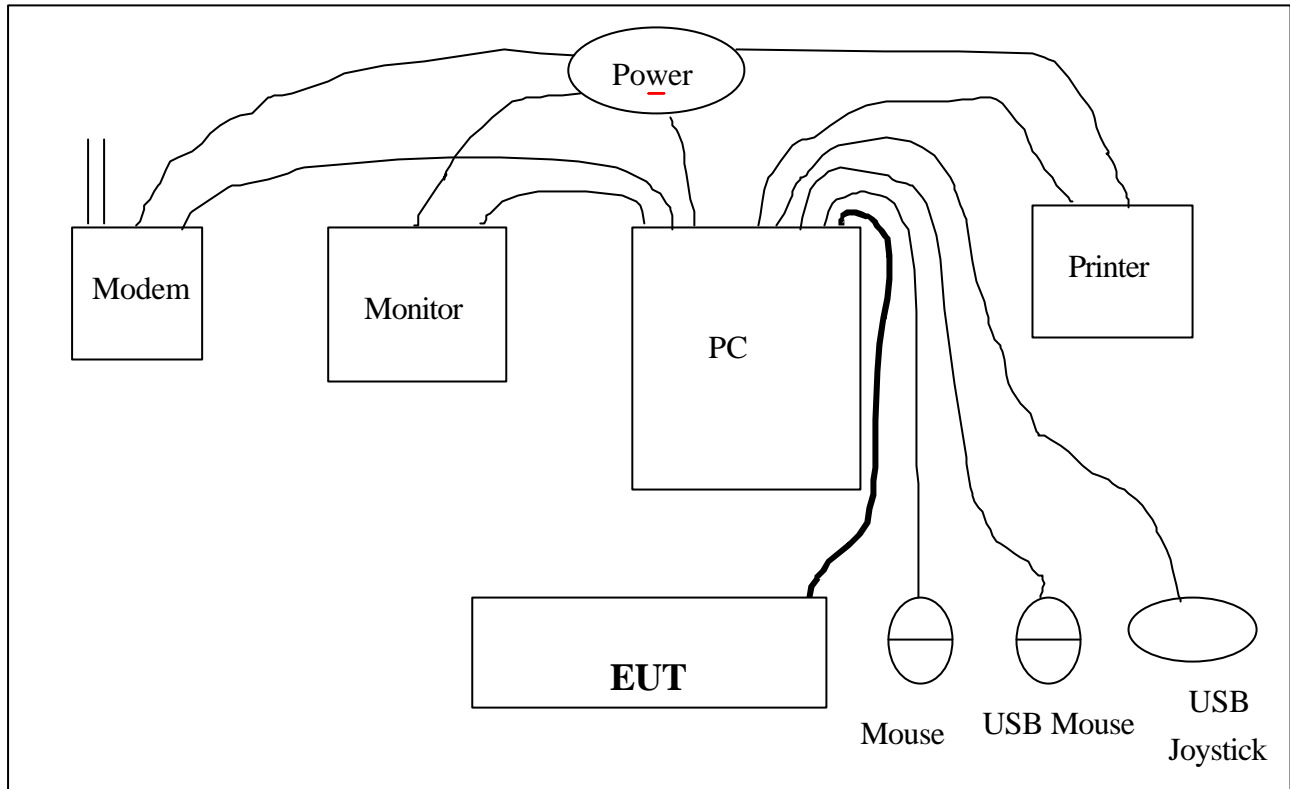 Power
Modem
Monitor
PC
Printer
EUT
Mouse
USB Mouse
USB
Joystick